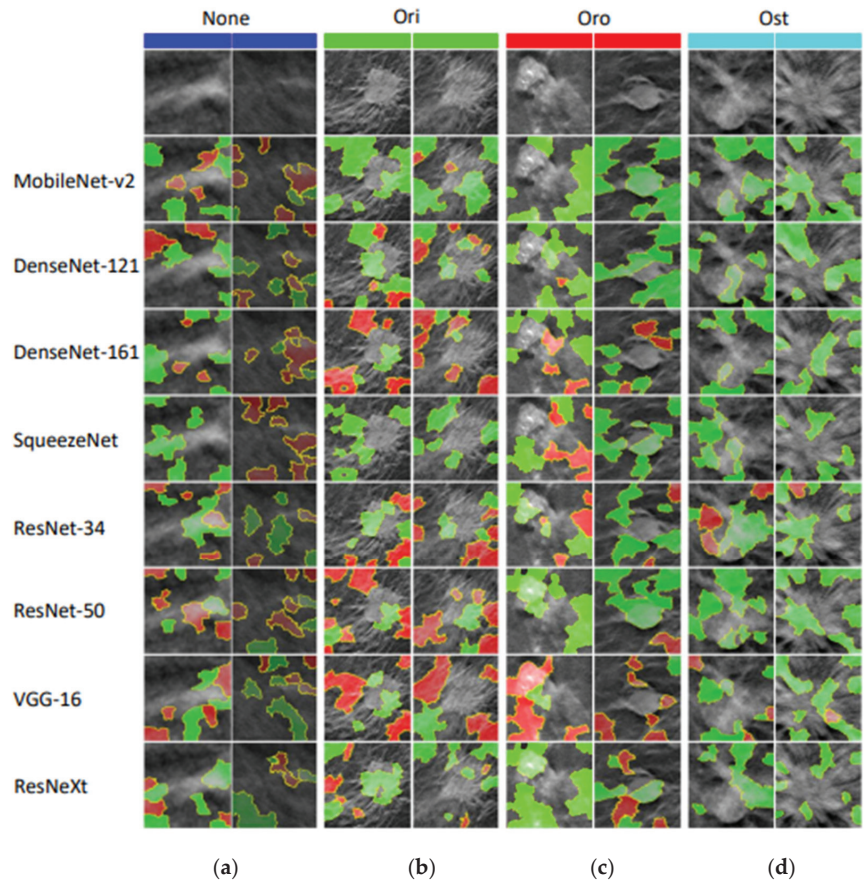 None Ori Oro Ost
MobileNet-v2
DenseNet-121
DenseNet-161
SqueezeNet
ResNet-34
ResNet-50
VGG-16
ResNeXt
(a) (b) (c) (d)